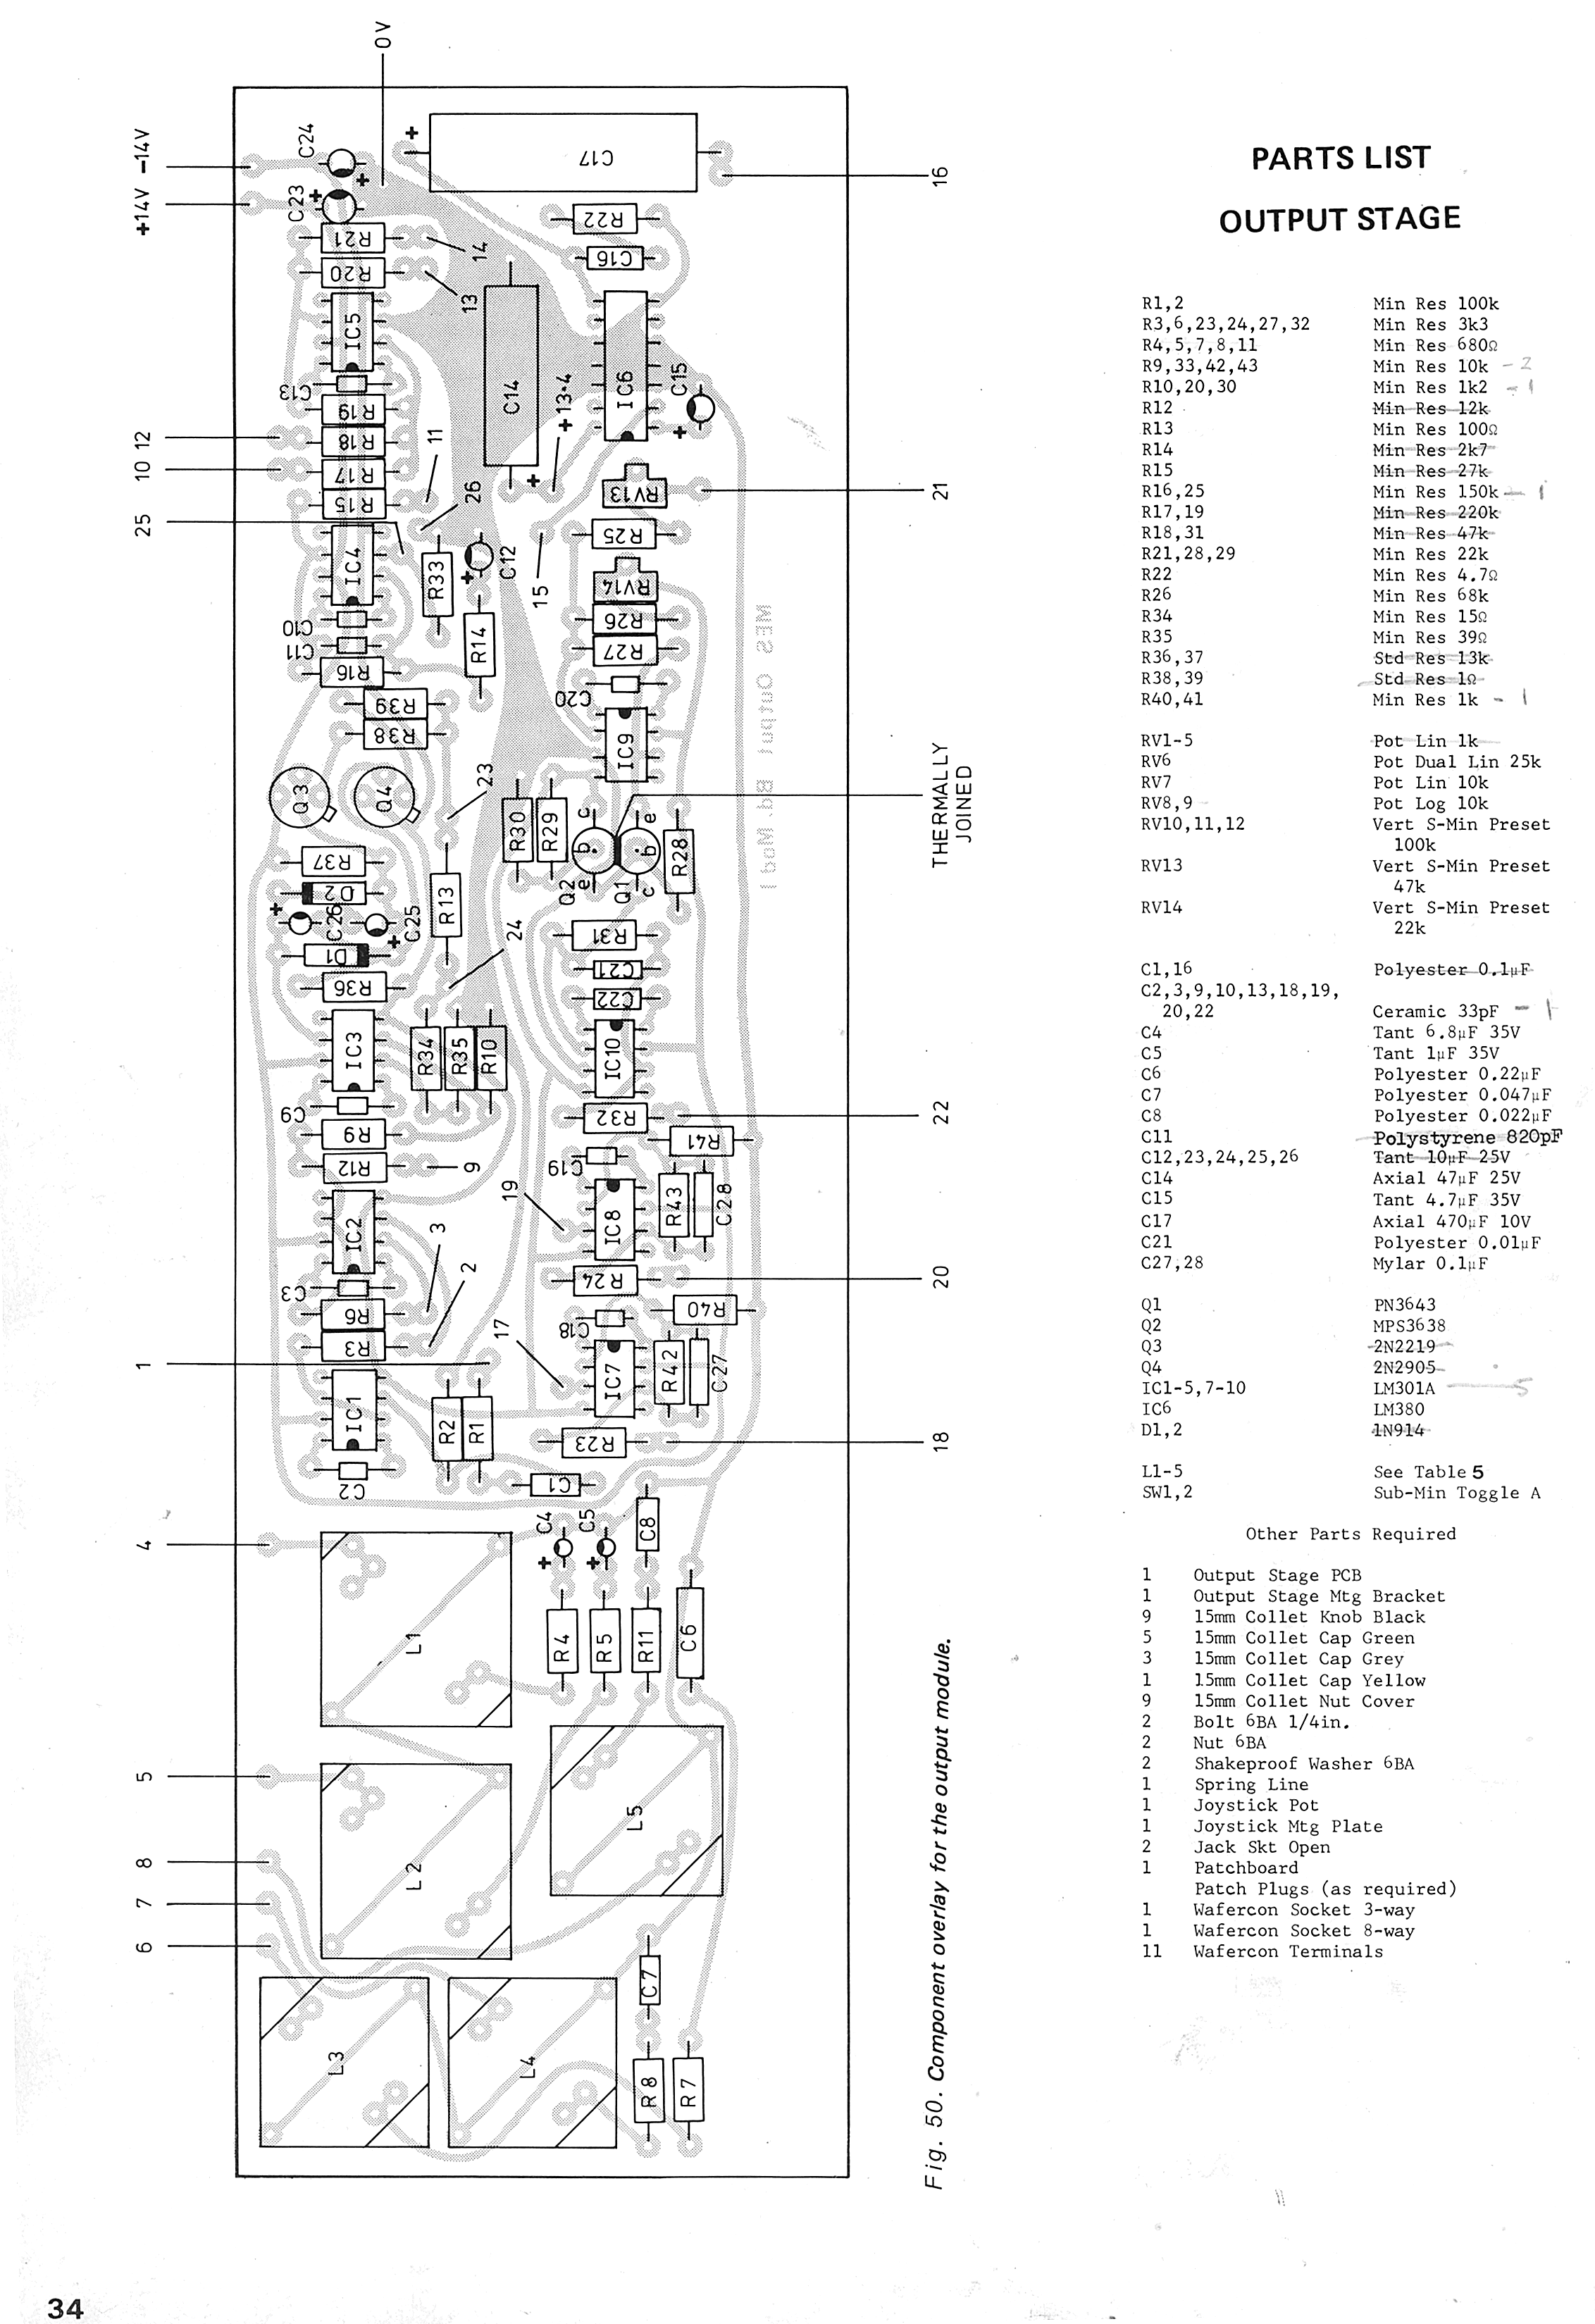 0V
+14V -14V
C24
C23
C17
16
R21
R20
14
13
R22
C16
IC5
C13
R19
R18
R17
R15
12
10
11
26
25
C14
+13·4
IC6
C15
RV13
21
R25
RV14
R26
R27
C20
15
IC4
C10
C11
R16
R33
C12
R14
R39
R38
IC9
Q3
Q4
23
R30
R29
c
b
e
Q2
e
b
c
Q1
R28
THERMALLY
JOINED
MES Output Bd. Mod 1
R37
D2
C26
C25
D1
R36
R13
24
R31
C21
C22
IC3
R34
R35
R10
IC10
C9
R9
R12
9
R32
22
R41
C19
IC2
3
2
19
IC8
R43
C28
C3
R6
R3
R24
20
R40
C18
17
1
IC1
R2
R1
IC7
R42
C27
R23
18
C2
C1
4
C4
C5
C8
L1
R4
R5
R11
C6
5
L2
L5
8
7
6
C7
L3
L4
R8
R7
Fig. 50. Component overlay for the output module.
PARTS LIST
OUTPUT STAGE
R1,2 Min Res 100k
R3,6,23,24,27,32 Min Res 3k3
R4,5,7,8,11 Min Res 680Ω
R9,33,42,43 Min Res 10k - 2
R10,20,30 Min Res 1k2 - 1
R12 Min Res 12k
R13 Min Res 100Ω
R14 Min Res 2k7
R15 Min Res 27k
R16,25 Min Res 150k - 1
R17,19 Min Res 220k
R18,31 Min Res 47k
R21,28,29 Min Res 22k
R22 Min Res 4.7Ω
R26 Min Res 68k
R34 Min Res 15Ω
R35 Min Res 39Ω
R36,37 Std Res 13k
R38,39 Std Res 1Ω
R40,41 Min Res 1k - 1
RV1-5 Pot Lin 1k
RV6 Pot Dual Lin 25k
RV7 Pot Lin 10k
RV8,9 Pot Log 10k
RV10,11,12 Vert S-Min Preset
100k
RV13 Vert S-Min Preset
47k
RV14 Vert S-Min Preset
22k
C1,16 Polyester 0.1µF
C2,3,9,10,13,18,19,
20,22 Ceramic 33pF - 1
C4 Tant 6.8µF 35V
C5 Tant 1µF 35V
C6 Polyester 0.22µF
C7 Polyester 0.047µF
C8 Polyester 0.022µF
C11 Polystyrene 820pF
C12,23,24,25,26 Tant 10µF 25V
C14 Axial 47µF 25V
C15 Tant 4.7µF 35V
C17 Axial 470µF 10V
C21 Polyester 0.01µF
C27,28 Mylar 0.1µF
Q1 PN3643
Q2 MPS3638
Q3 2N2219
Q4 2N2905
IC1-5,7-10 LM301A - 5
IC6 LM380
D1,2 1N914
L1-5 See Table 5
SW1,2 Sub-Min Toggle A
Other Parts Required
1 Output Stage PCB
1 Output Stage Mtg Bracket
9 15mm Collet Knob Black
5 15mm Collet Cap Green
3 15mm Collet Cap Grey
1 15mm Collet Cap Yellow
9 15mm Collet Nut Cover
2 Bolt 6BA 1/4in.
2 Nut 6BA
2 Shakeproof Washer 6BA
1 Spring Line
1 Joystick Pot
1 Joystick Mtg Plate
2 Jack Skt Open
1 Patchboard
Patch Plugs (as required)
1 Wafercon Socket 3-way
1 Wafercon Socket 8-way
11 Wafercon Terminals
34